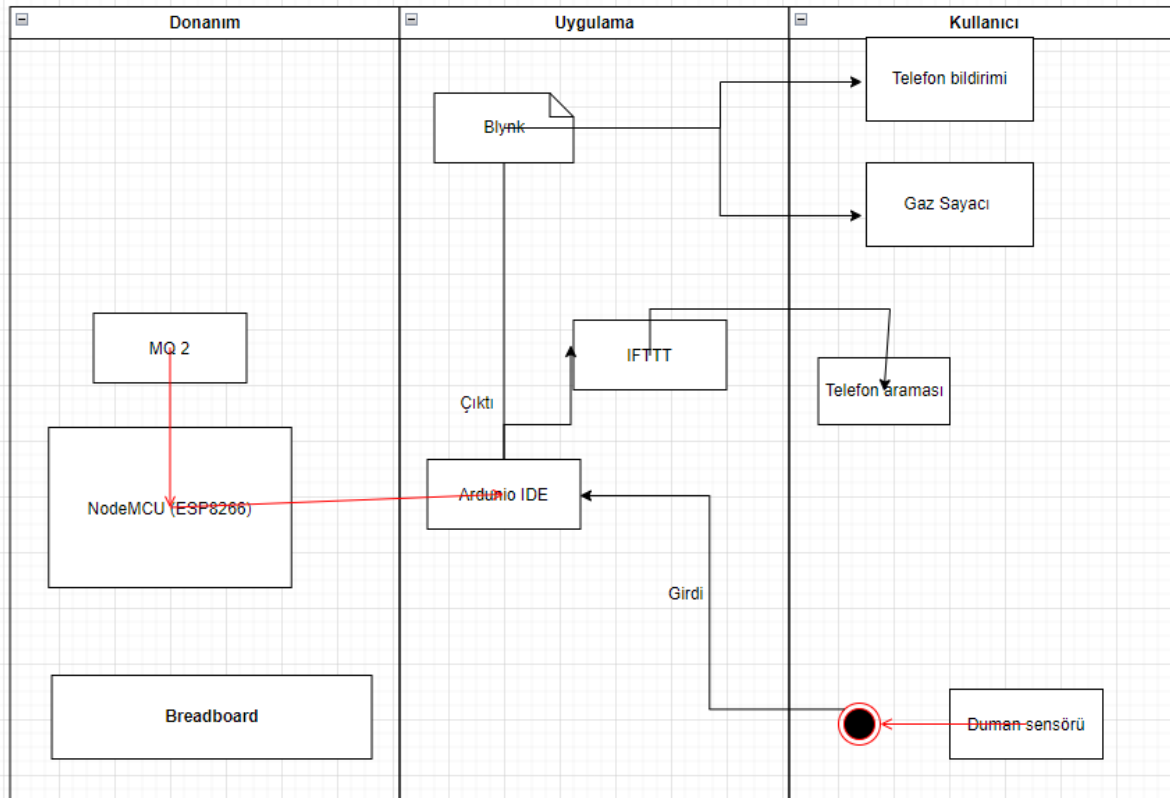 Donanım
Uygulama
Kullanıcı
Telefon bildirimi
Blynk
Gaz Sayacı
MQ 2
IFTTT
Telefon araması
Çıktı
NodeMCU (ESP8266)
Ardunio IDE
Girdi
Breadboard
Duman sensörü